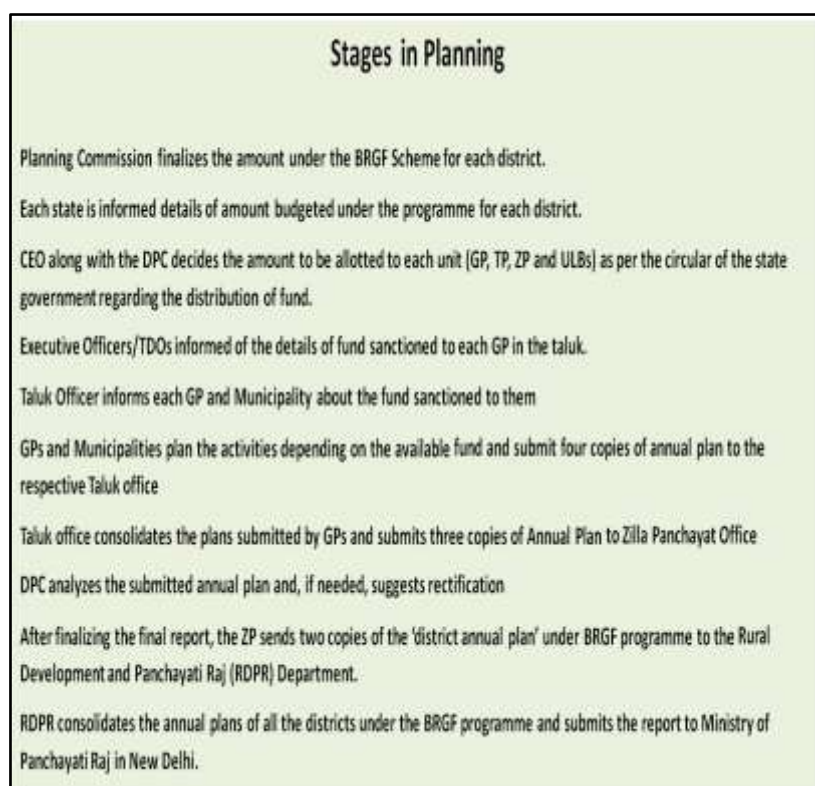 Stages in Planning
Planning Commission finalizes the amount under the BRGF Scheme for each district.
Each state is informed details of amount budgeted under the programme for each district.
CEO along with the DPC decides the amount to be allotted to each unit (GP, TP, ZP and ULBs) as per the circular of the state
government regarding the distribution of fund.
Executive Officers/TDOs informed of the details of fund sanctioned to each GP in the taluk.
Taluk Officer informs each GP and Municipality about the fund sanctioned to them
GPs and Municipalities plan the activities depending on the available fund and submit four copies of annual plan to the
respective Taluk office
Taluk office consolidates the plans submitted by GPs and submits three copies of Annual Plan to Zilla Panchayat Office
DPC analyzes the submitted annual plan and, if needed, suggests rectification
After finalizing the final report, the ZP sends two copies of the 'district annual plan' under BRGF programme to the Rural
Development and Panchayati Raj (RDPR) Department.
RDPR consolidates the annual plans of all the districts under the BRGF programme and submits the report to Ministry of
Panchayati Raj in New Delhi.